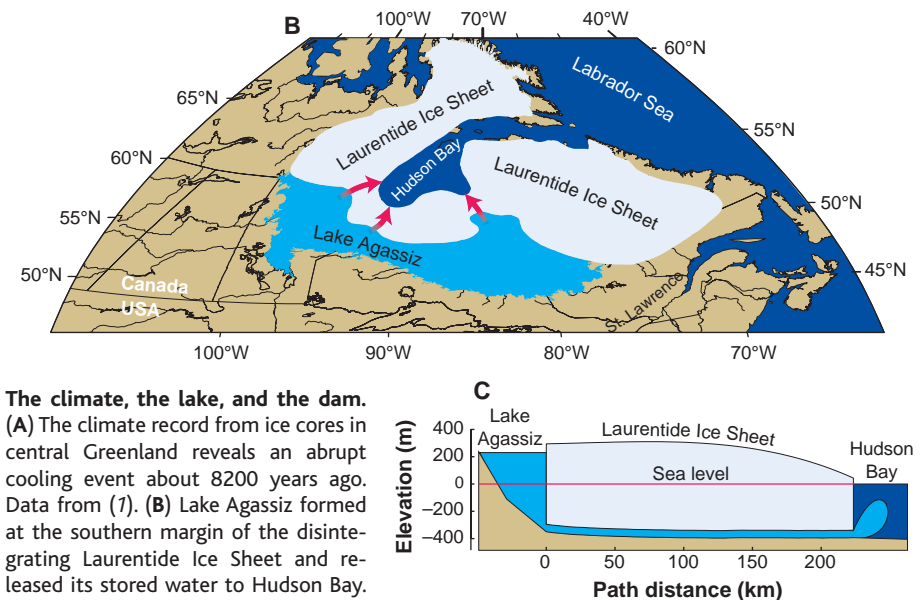 B
100°W 70°W 40°W
60°N
Labrador Sea
65°N
Laurentide Ice Sheet
55°N
60°N
Hudson Bay
Laurentide Ice Sheet
50°N
55°N
Lake Agassiz
50°N
45°N
Canada
USA
St. Lawrence
100°W 90°W 80°W 70°W
The climate, the lake, and the dam.
(A) The climate record from ice cores in
central Greenland reveals an abrupt
cooling event about 8200 years ago.
Data from (1). (B) Lake Agassiz formed
at the southern margin of the disinte-
grating Laurentide Ice Sheet and re-
leased its stored water to Hudson Bay.
C
Elevation (m)
400
200
0
–200
–400
Lake
Agassiz
Laurentide Ice Sheet
Hudson
Bay
Sea level
0 50 100 150 200
Path distance (km)